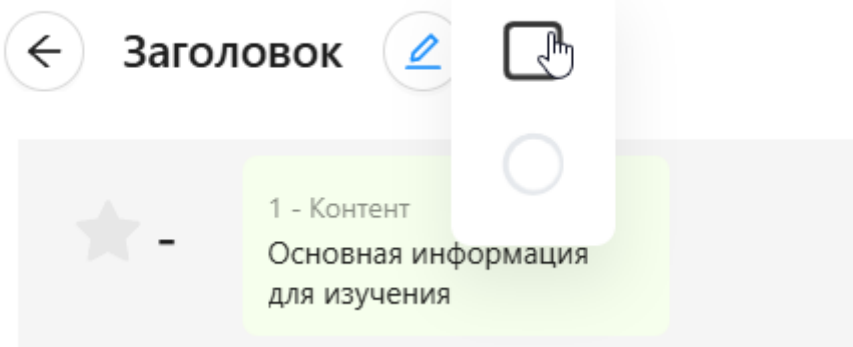 Заголовок
-
1 - Контент
Основная информация
для изучения